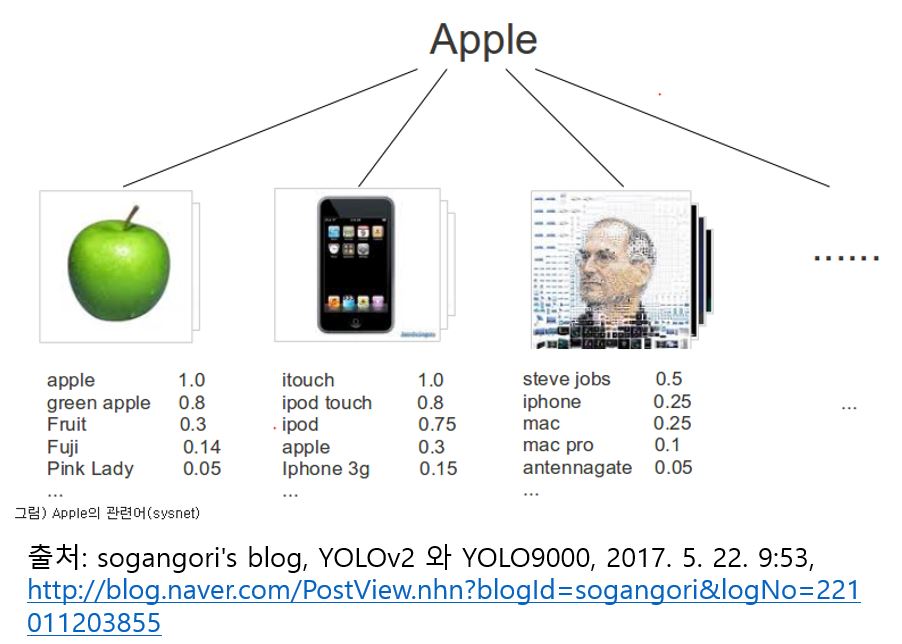 Apple
......
apple 1.0
green apple 0.8
Fruit 0.3
Fuji 0.14
Pink Lady 0.05
...
itouch 1.0
ipod touch 0.8
ipod 0.75
apple 0.3
Iphone 3g 0.15
...
steve jobs 0.5
iphone 0.25
mac 0.25
mac pro 0.1
antennagate 0.05
...
...
그림) Apple의 관련어(sysnet)
출처: sogangori's blog, YOLOv2 와 YOLO9000, 2017. 5. 22. 9:53,
http://blog.naver.com/PostView.nhn?blogId=sogangori&logNo=221
011203855